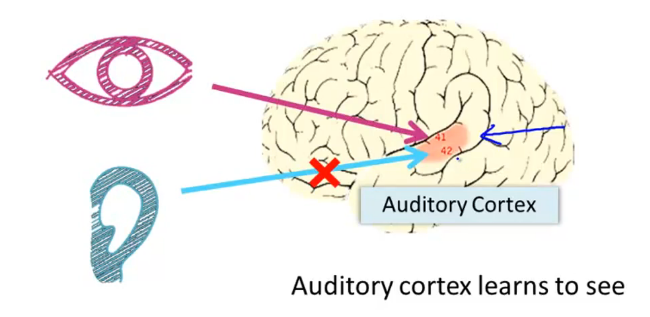 41
42
Auditory Cortex
Auditory cortex learns to see